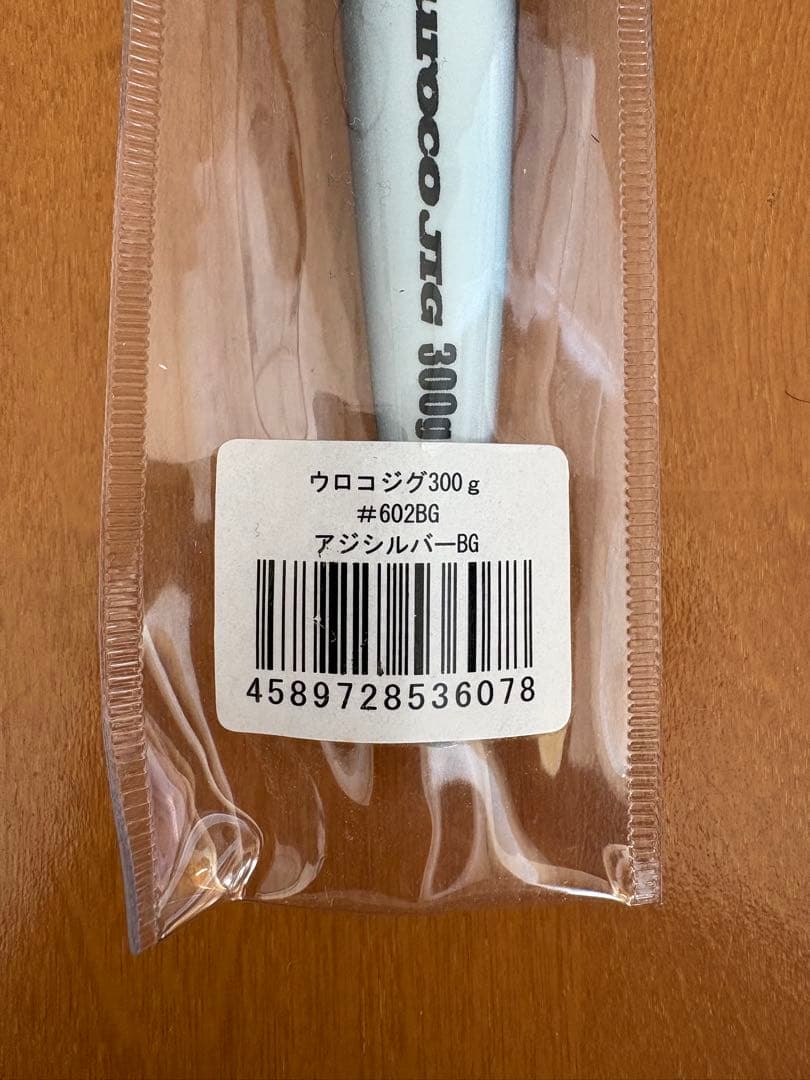 uroco JIG 300g
ウロコジグ300ｇ
＃602BG
アジシルバーBG
4589728536078